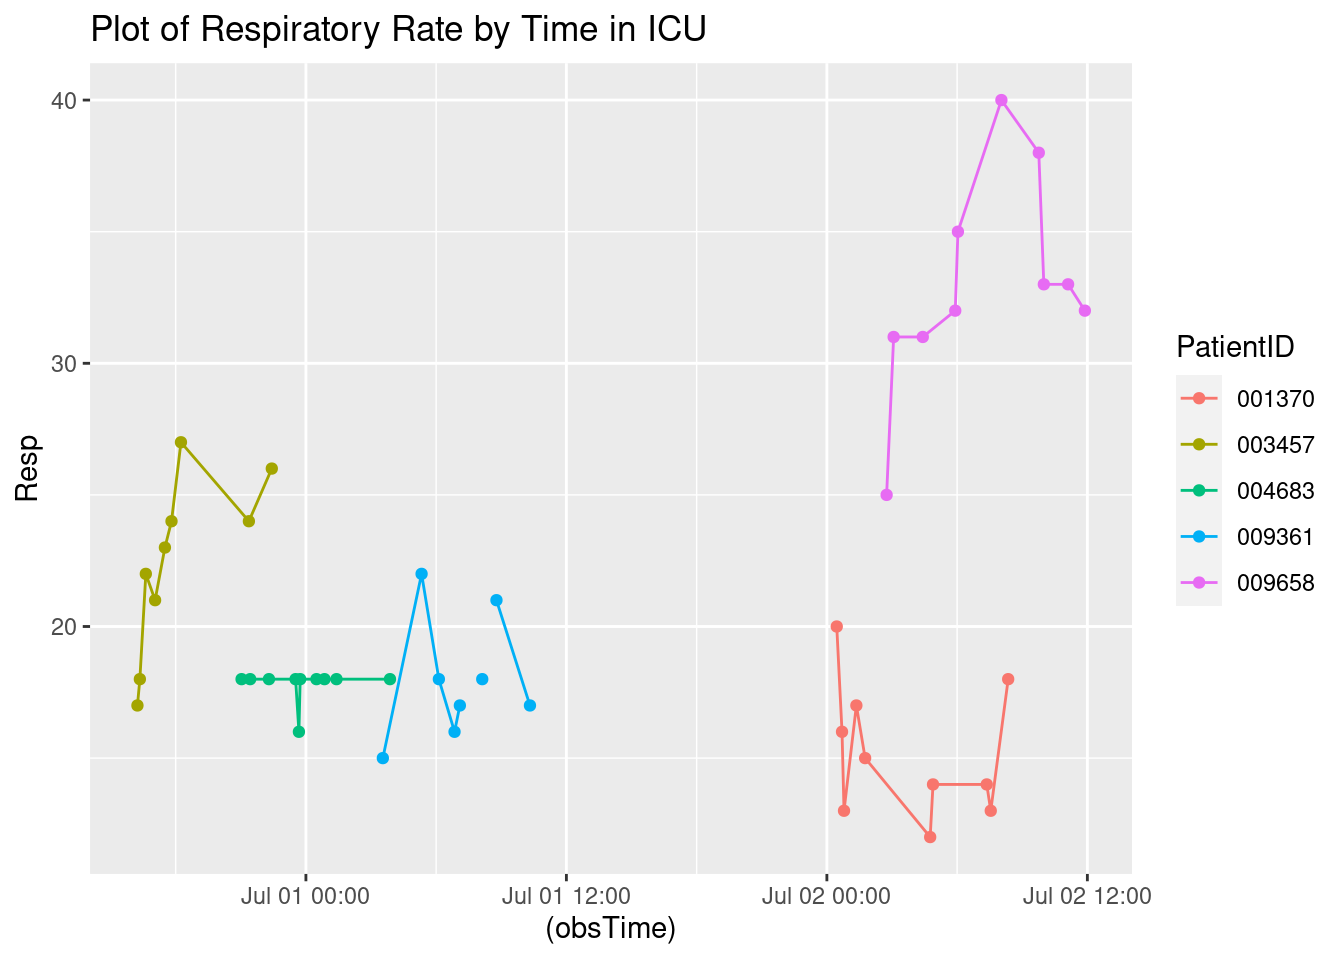 Plot of Respiratory Rate by Time in ICU
40
30
20
Resp
Jul 01 00:00
Jul 01 12:00
Jul 02 00:00
Jul 02 12:00
(obsTime)
PatientID
001370
003457
004683
009361
009658